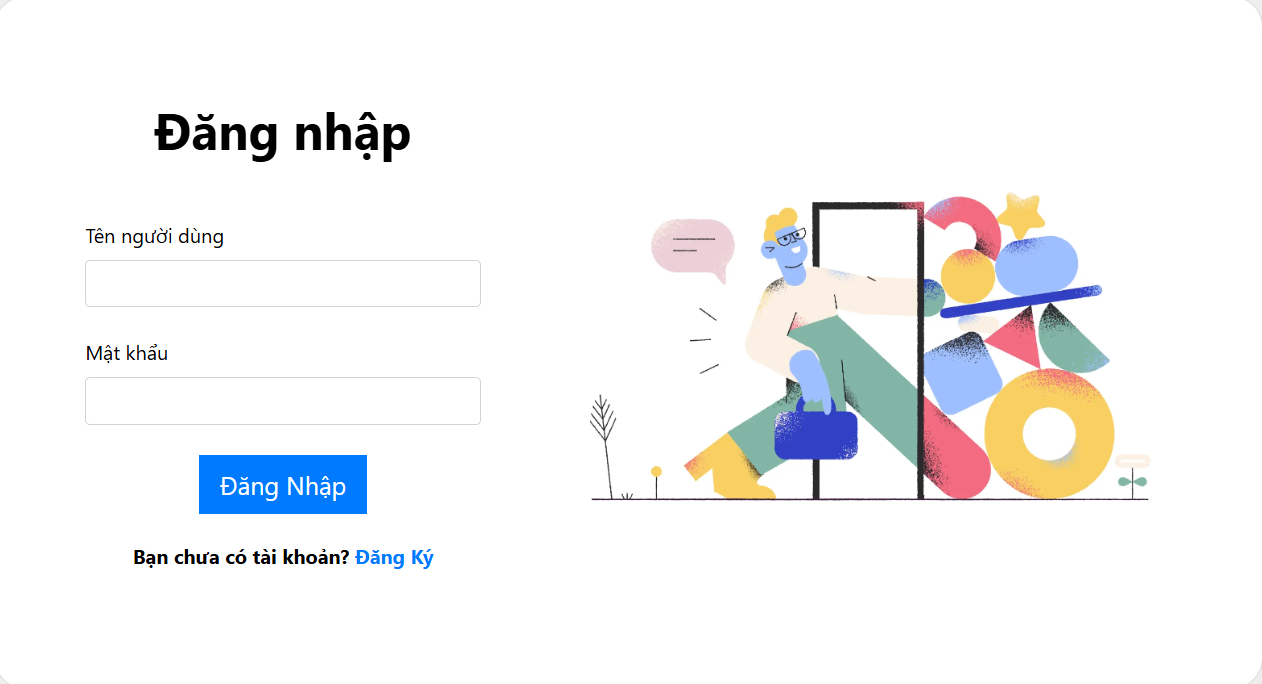 Đăng nhập
Tên người dùng
Mật khẩu
Đăng Nhập
Bạn chưa có tài khoản? Đăng Ký